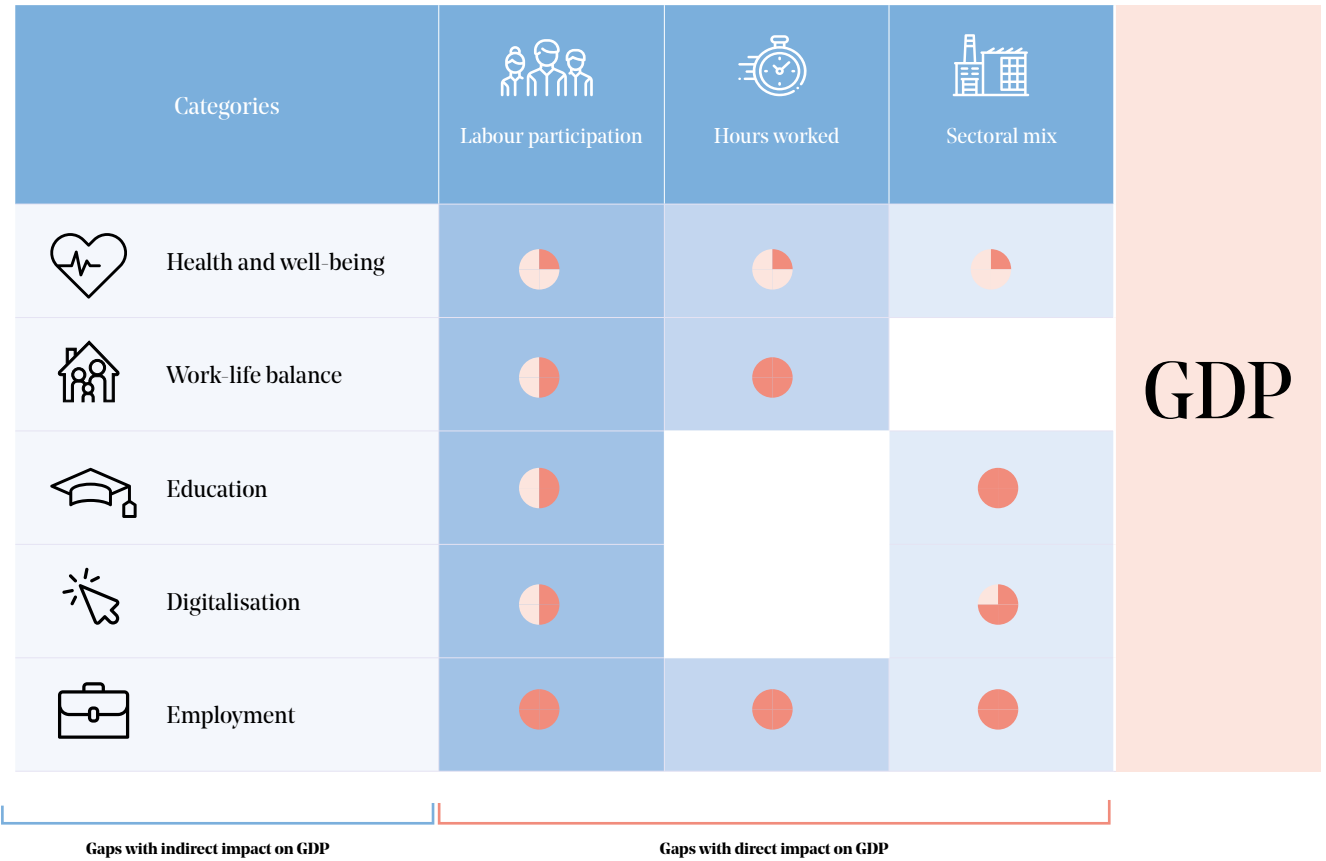 Categories
Labour participation
Hours worked
Sectoral mix
Health and well-being
Work-life balance
GDP
Education
Digitalisation
Employment
Gaps with indirect impact on GDP
Gaps with direct impact on GDP